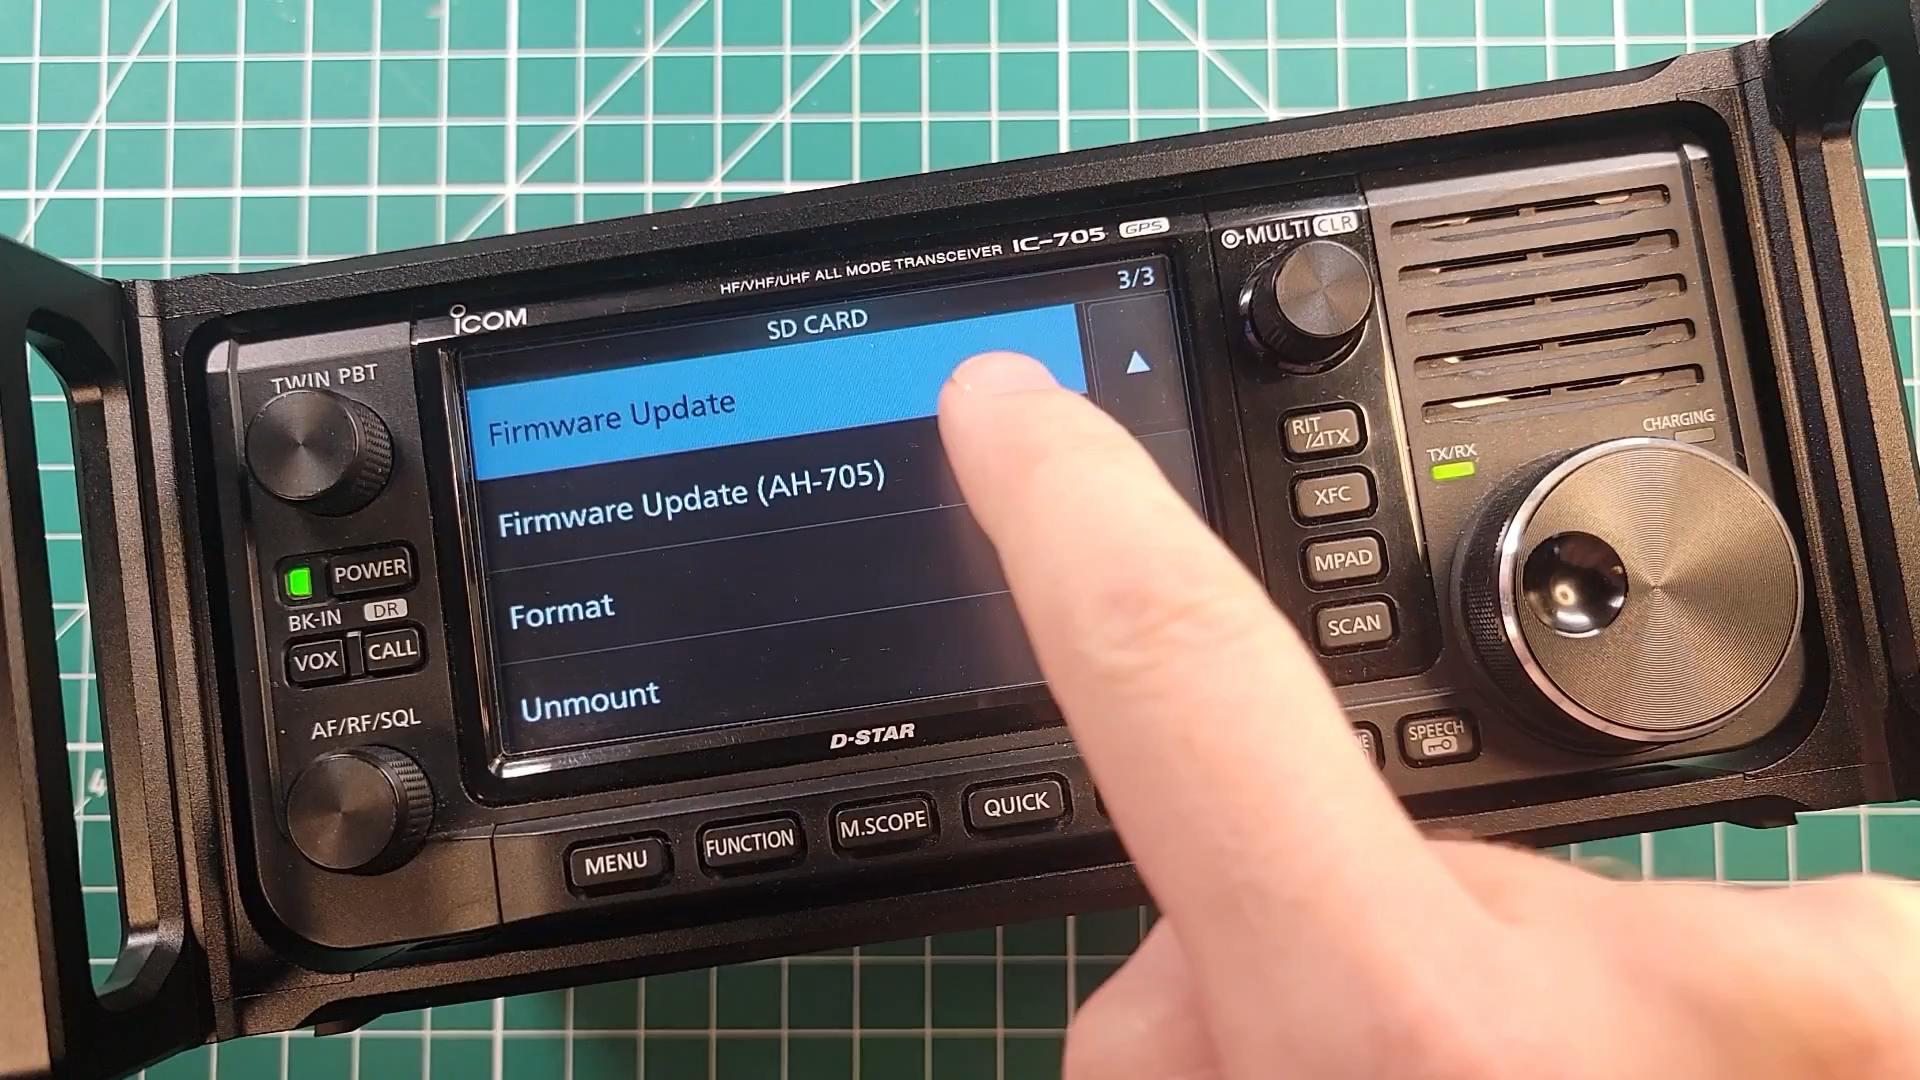 HF/VHF/UHF ALL MODE TRANSCEIVER IC-705 GPS
ICOM
SD CARD
3/3
Firmware Update
Firmware Update (AH-705)
Format
Unmount
D-STAR
TWIN PBT
POWER
BK-IN DR
VOX CALL
AF/RF/SQL
MENU FUNCTION M.SCOPE QUICK
MULTI CLR
RIT/⊿TX
XFC
MPAD
SCAN
CHARGING
TX/RX
SPEECH
4